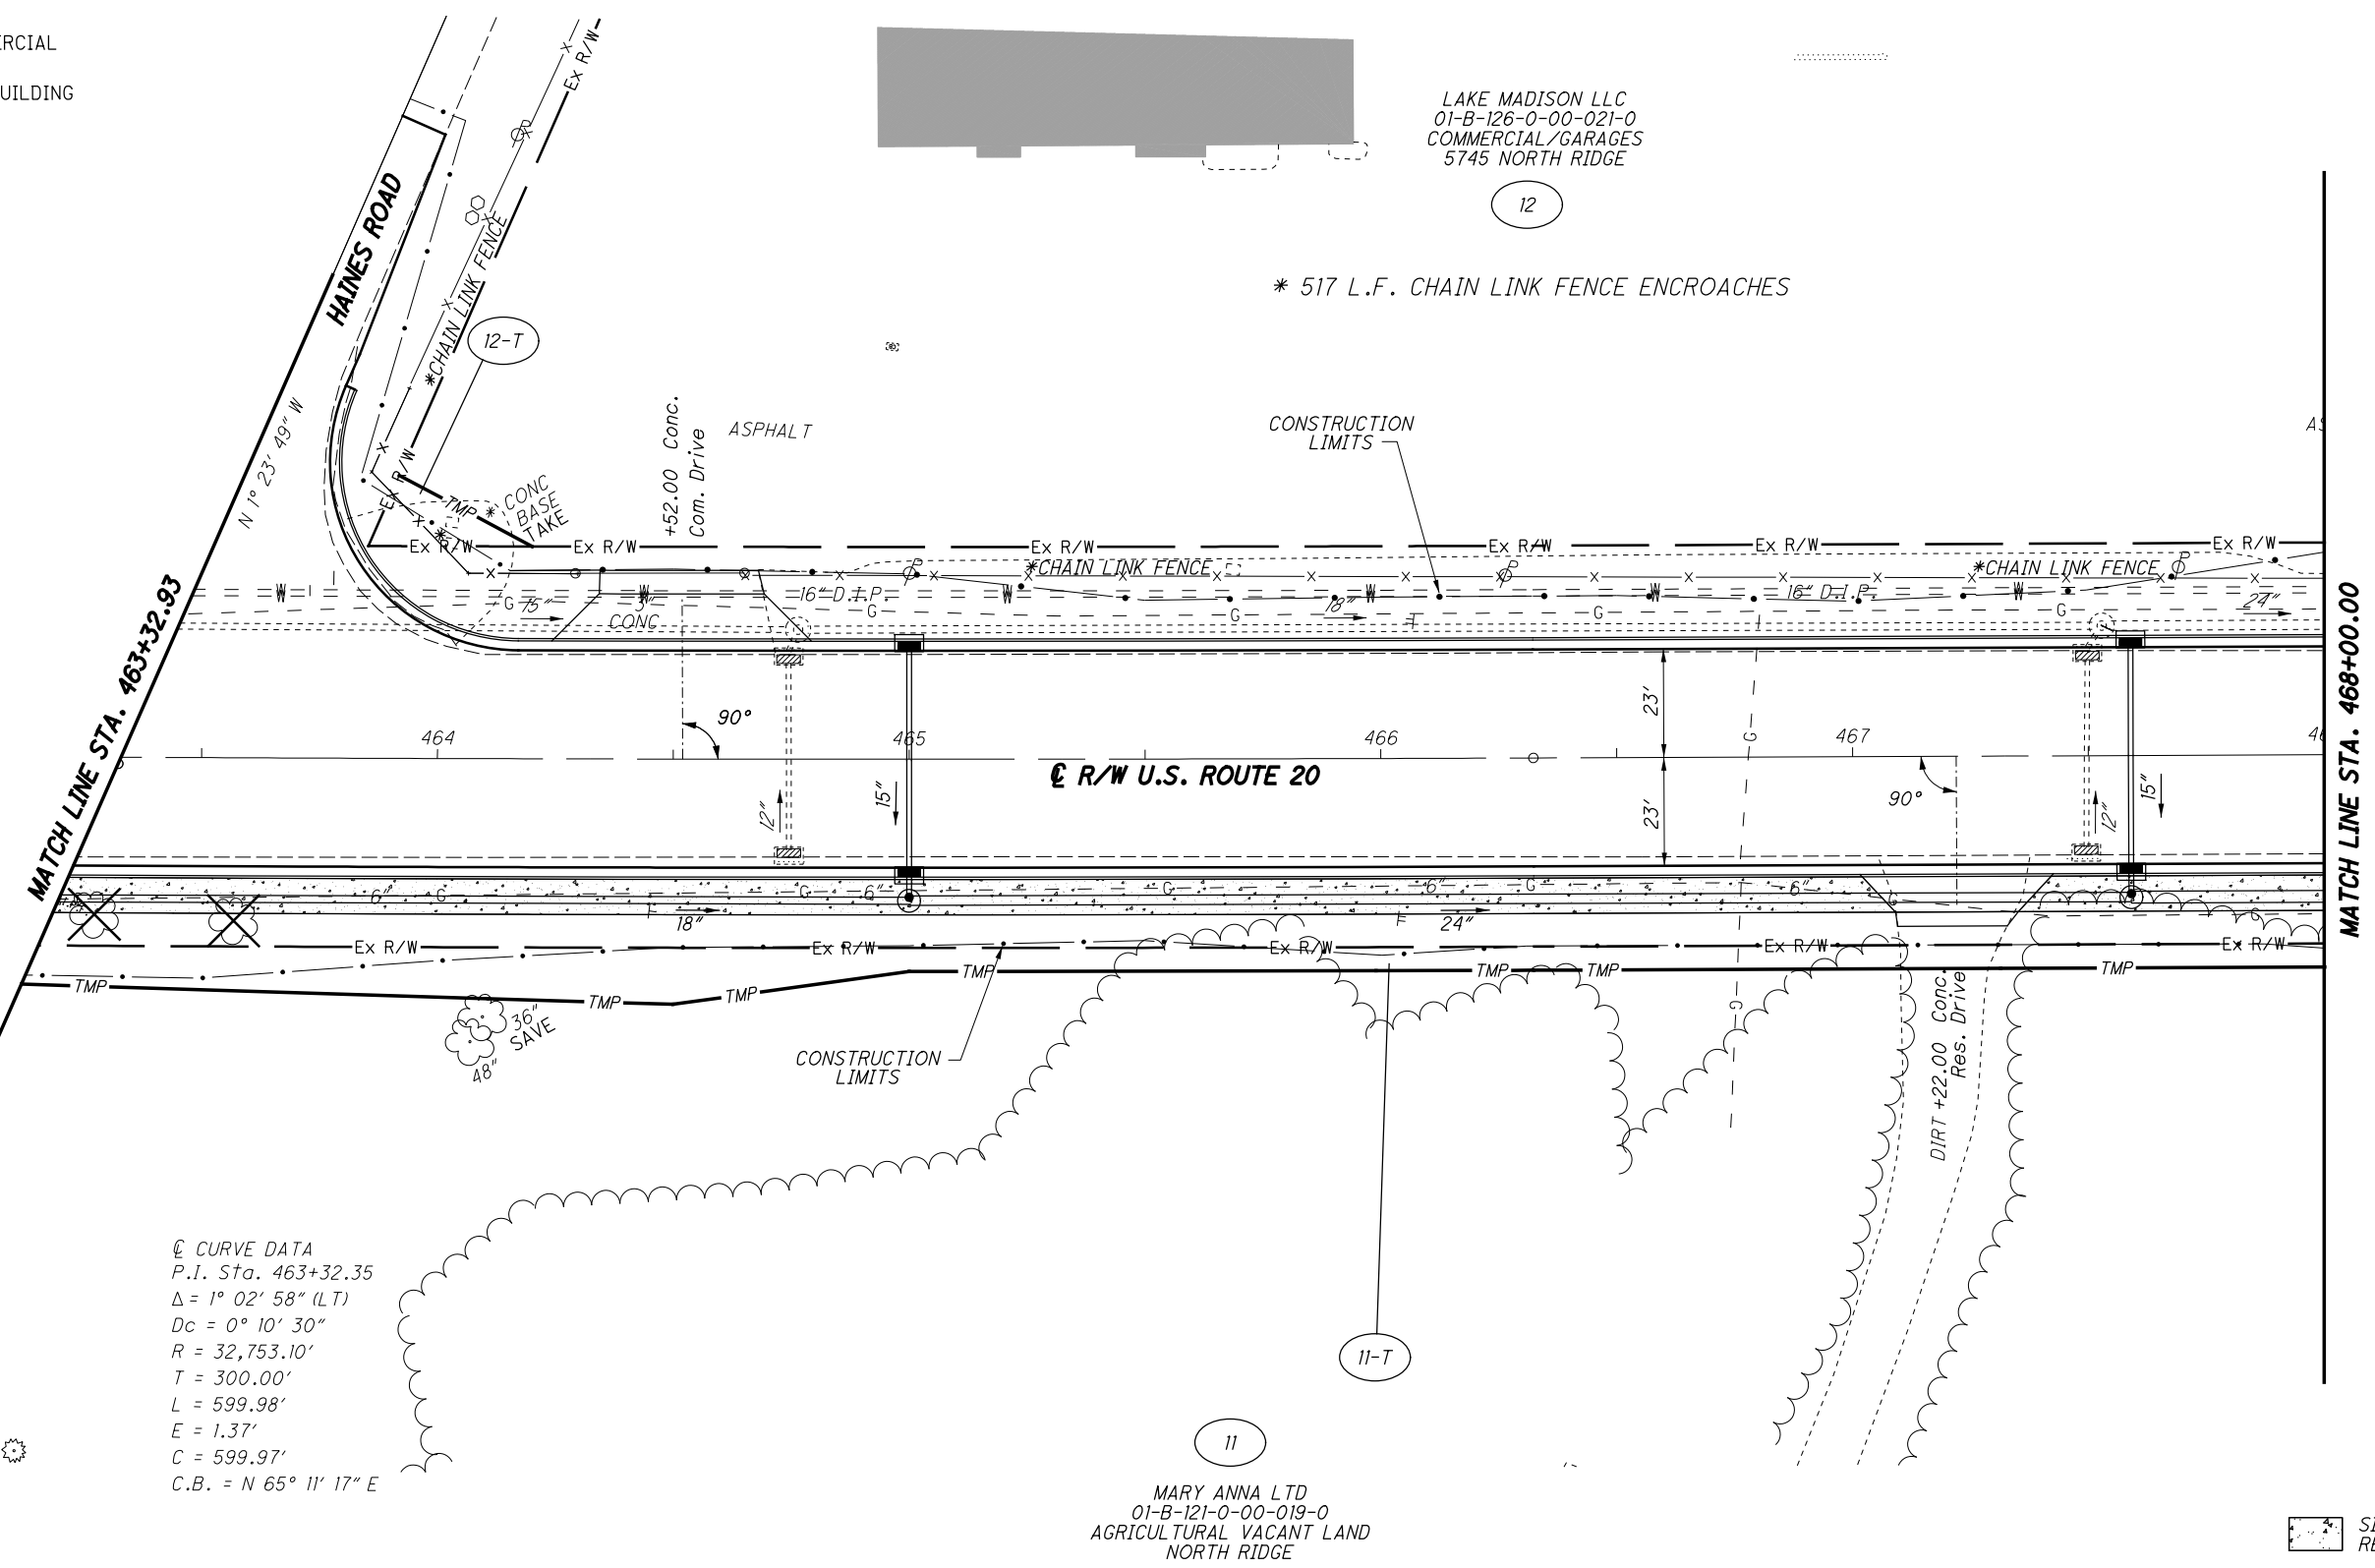 ERCIAL
UILDING
HAINES ROAD
N 1° 23' 49" W
MATCH LINE STA. 463+32.93
Ex R/W
*CHAIN LINK FENCE
12-T
Ex R/W
TMP
* CONC
BASE
TAKE
*
LAKE MADISON LLC
01-B-126-0-00-021-0
COMMERCIAL/GARAGES
5745 NORTH RIDGE
12
* 517 L.F. CHAIN LINK FENCE ENCROACHES
+52.00 Conc.
Com. Drive
ASPHALT
CONSTRUCTION
LIMITS
AS
Ex R/W Ex R/W Ex R/W Ex R/W Ex R/W Ex R/W
*CHAIN LINK FENCE *CHAIN LINK FENCE
W W 16" D.I.P. W W W 16" D.I.P. W
G 15" 3" G G 18" G G 24"
CONC
23'
90°
464 465 466 467 46
G
₵ R/W U.S. ROUTE 20
12" 15" 23' 90° 12" 15"
MATCH LINE STA. 468+00.00
6" G G 6" G 6" G 6" G G
18" 24"
Ex R/W Ex R/W Ex R/W Ex R/W Ex R/W
TMP TMP TMP TMP TMP TMP TMP
G
36"
SAVE
48"
CONSTRUCTION
LIMITS
DIRT +22.00 Conc.
Res. Drive
₵ CURVE DATA
P.I. Sta. 463+32.35
Δ = 1° 02' 58" (LT)
Dc = 0° 10' 30"
R = 32,753.10'
T = 300.00'
L = 599.98'
E = 1.37'
C = 599.97'
C.B. = N 65° 11' 17" E
11-T
11
MARY ANNA LTD
01-B-121-0-00-019-0
AGRICULTURAL VACANT LAND
NORTH RIDGE